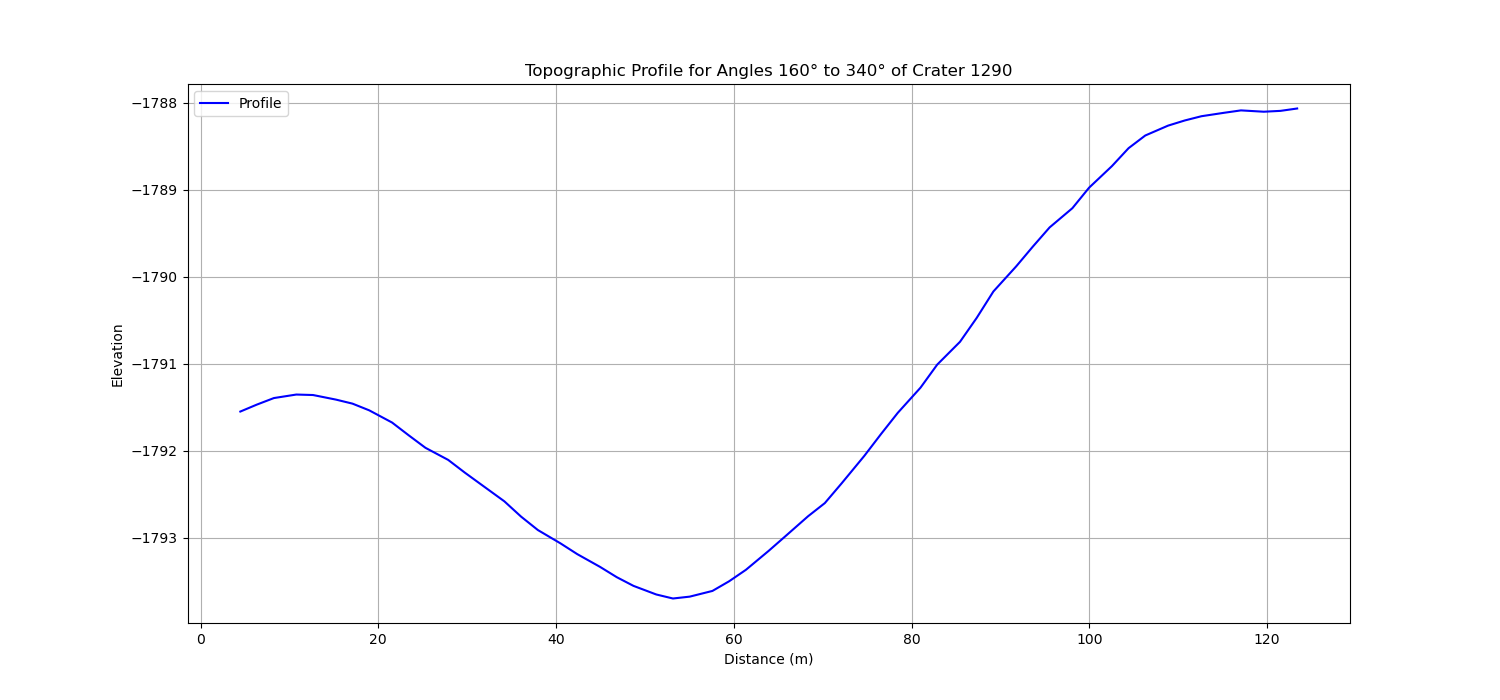 Topographic Profile for Angles 160° to 340° of Crater 1290
Profile
−1788
−1789
−1790
−1791
−1792
−1793
Elevation
0 20 40 60 80 100 120
Distance (m)